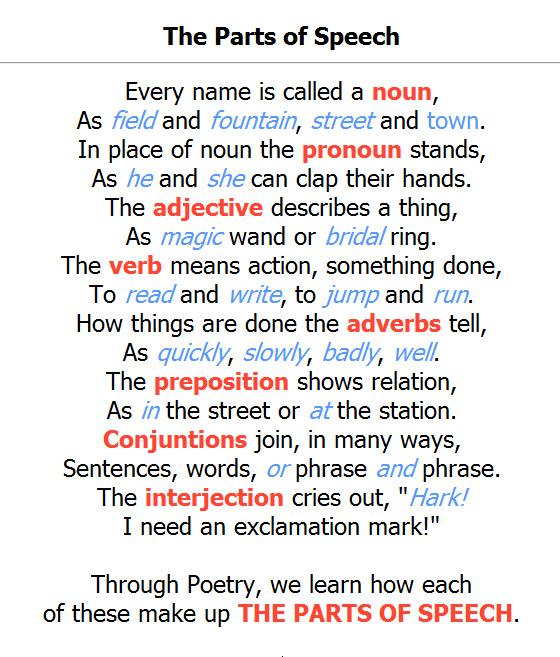 The Parts of Speech
Every name is called a noun,
As field and fountain, street and town.
In place of noun the pronoun stands,
As he and she can clap their hands.
The adjective describes a thing,
As magic wand or bridal ring.
The verb means action, something done,
To read and write, to jump and run.
How things are done the adverbs tell,
As quickly, slowly, badly, well.
The preposition shows relation,
As in the street or at the station.
Conjuntions join, in many ways,
Sentences, words, or phrase and phrase.
The interjection cries out, "Hark!
I need an exclamation mark!"
Through Poetry, we learn how each
of these make up THE PARTS OF SPEECH.